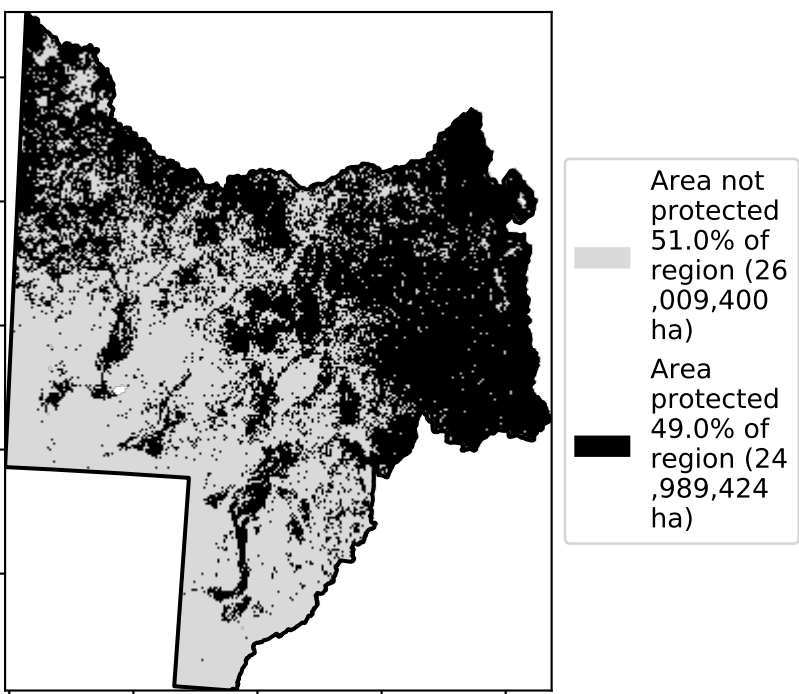 Area not
protected
51.0% of
region (26
,009,400
ha)
Area
protected
49.0% of
region (24
,989,424
ha)